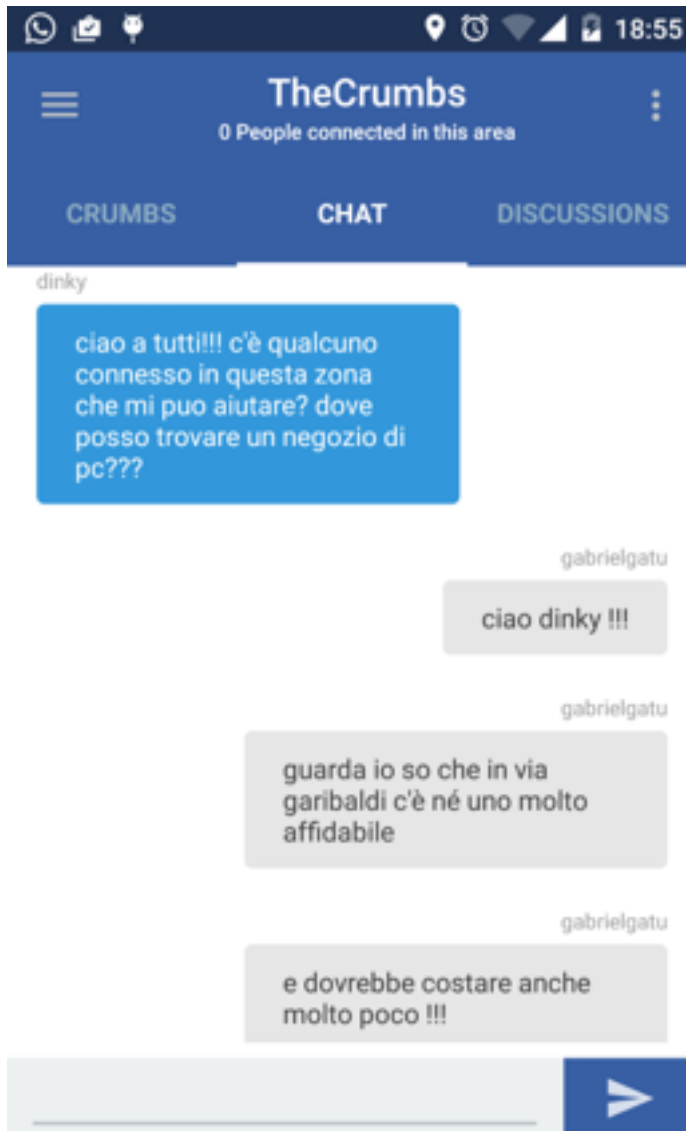 18:55
TheCrumbs
0 People connected in this area
CRUMBS
CHAT
DISCUSSIONS
dinky
ciao a tutti!!! c'è qualcuno
connesso in questa zona
che mi puo aiutare? dove
posso trovare un negozio di
pc???
gabrielgatu
ciao dinky !!!
gabrielgatu
guarda io so che in via
garibaldi c'è né uno molto
affidabile
gabrielgatu
e dovrebbe costare anche
molto poco !!!